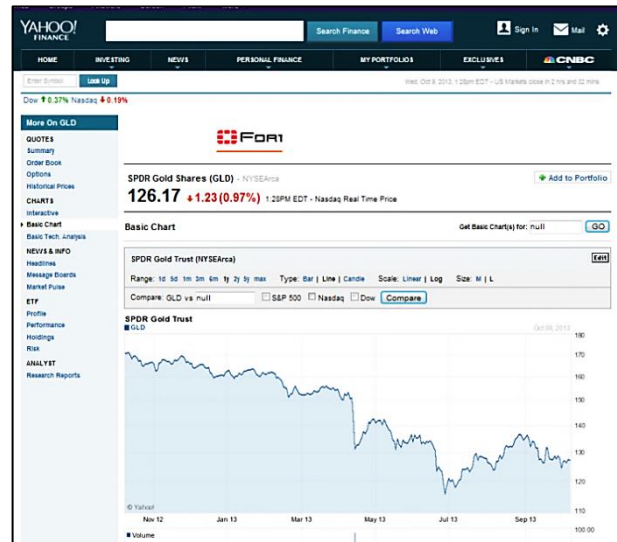 YAHOO!
FINANCE
Search Finance
Search Web
Sign In
Mail
HOME
INVESTING
NEWS
PERSONAL FINANCE
MY PORTFOLIOS
EXCLUSIVES
CNBC
Enter Symbol
Look Up
Wed, Oct 9, 2013, 1:28pm EDT - US Markets close in 2 hrs and 32 mins
Dow 0.37% Nasdaq 0.19%
More On GLD
QUOTES
Summary
Order Book
Options
Historical Prices
CHARTS
Interactive
Basic Chart
Basic Tech. Analysis
NEWS & INFO
Headlines
Message Boards
Market Pulse
ETF
Profile
Performance
Holdings
Risk
ANALYST
Research Reports
SPDR Gold Shares (GLD) - NYSEArca
Add to Portfolio
126.17 1.23(0.97%) 1:28PM EDT - Nasdaq Real Time Price
Basic Chart
Get Basic Chart(s) for: null
GO
SPDR Gold Trust (NYSEArca)
Edit
Range: 1d 5d 1m 3m 6m 1y 2y 5y max Type: Bar | Line | Candle Scale: Linear | Log Size: M | L
Compare: GLD vs null S&P 500 Nasdaq Dow Compare
SPDR Gold Trust
GLD
Oct 09, 2013
190
170
160
150
140
130
120
110
© Yahoo!
Nov 12 Jan 13 Mar 13 May 13 Jul 13 Sep 13
Volume
100.00